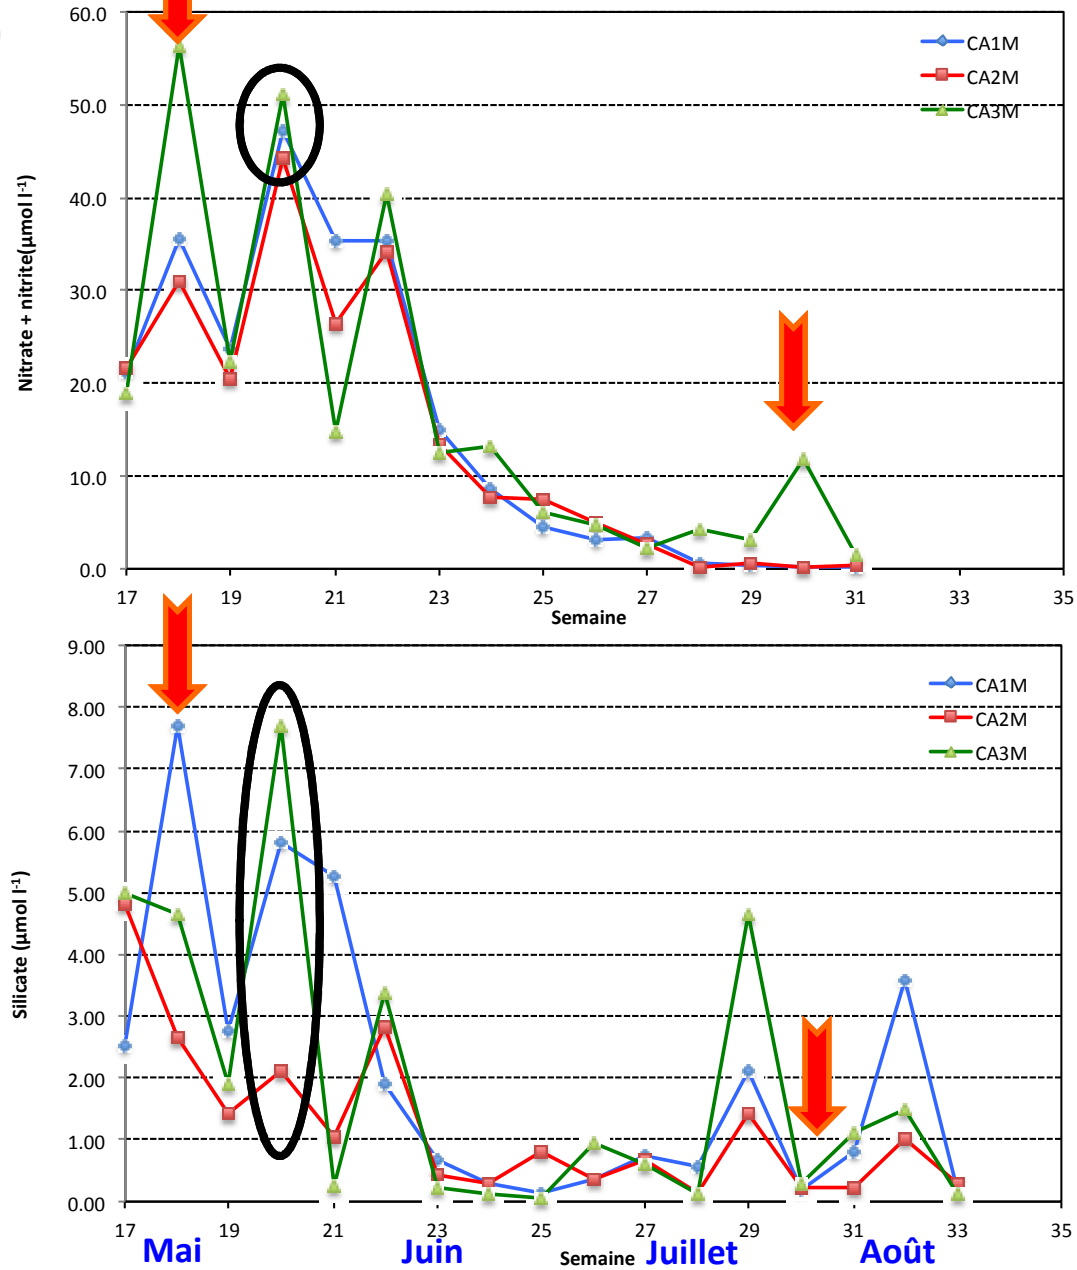 60.0
50.0
40.0
30.0
20.0
10.0
0.0
Nitrate + nitrite(µmol l⁻¹)
CA1M
CA2M
CA3M
17 19 21 23 25 27 29 31 33 35
Semaine
9.00
8.00
7.00
6.00
5.00
4.00
3.00
2.00
1.00
0.00
Silicate (µmol l⁻¹)
CA1M
CA2M
CA3M
17 19 21 23 25 27 29 31 33 35
Mai Juin Semaine Juillet Août